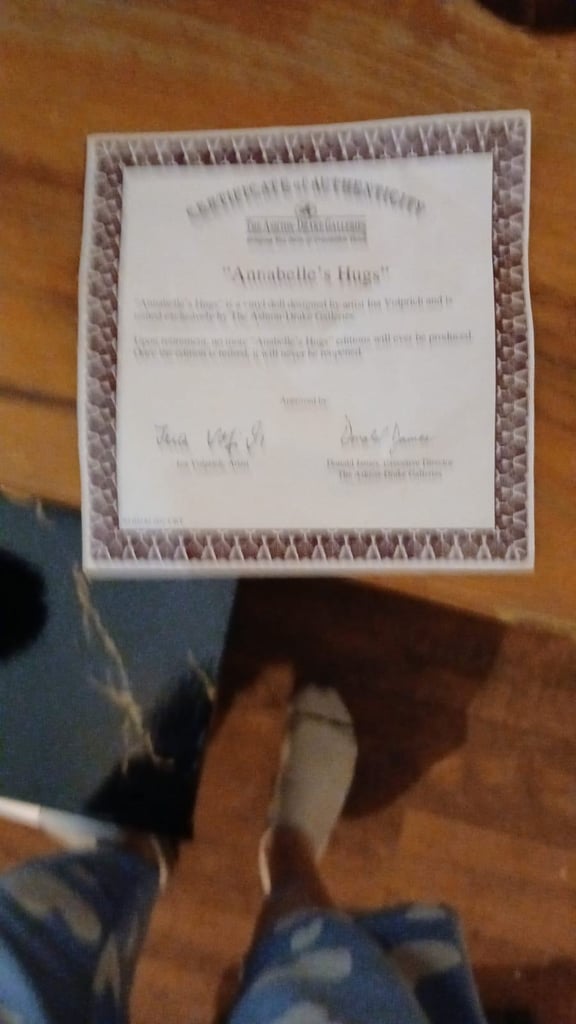 CERTIFICATE of AUTHENTICITY
THE ASHTON-DRAKE GALLERIES
"Annabelle's Hugs"
"Annabelle's Hugs" is a vinyl doll designed by artist Ina Volprich and is
issued exclusively by The Ashton-Drake Galleries.
Upon retirement, no more "Annabelle's Hugs" editions will ever be produced.
Once the edition is retired, it will never be reopened.
Approved by
Ina Volprich, Artist
Donald James, Director
The Ashton-Drake Galleries